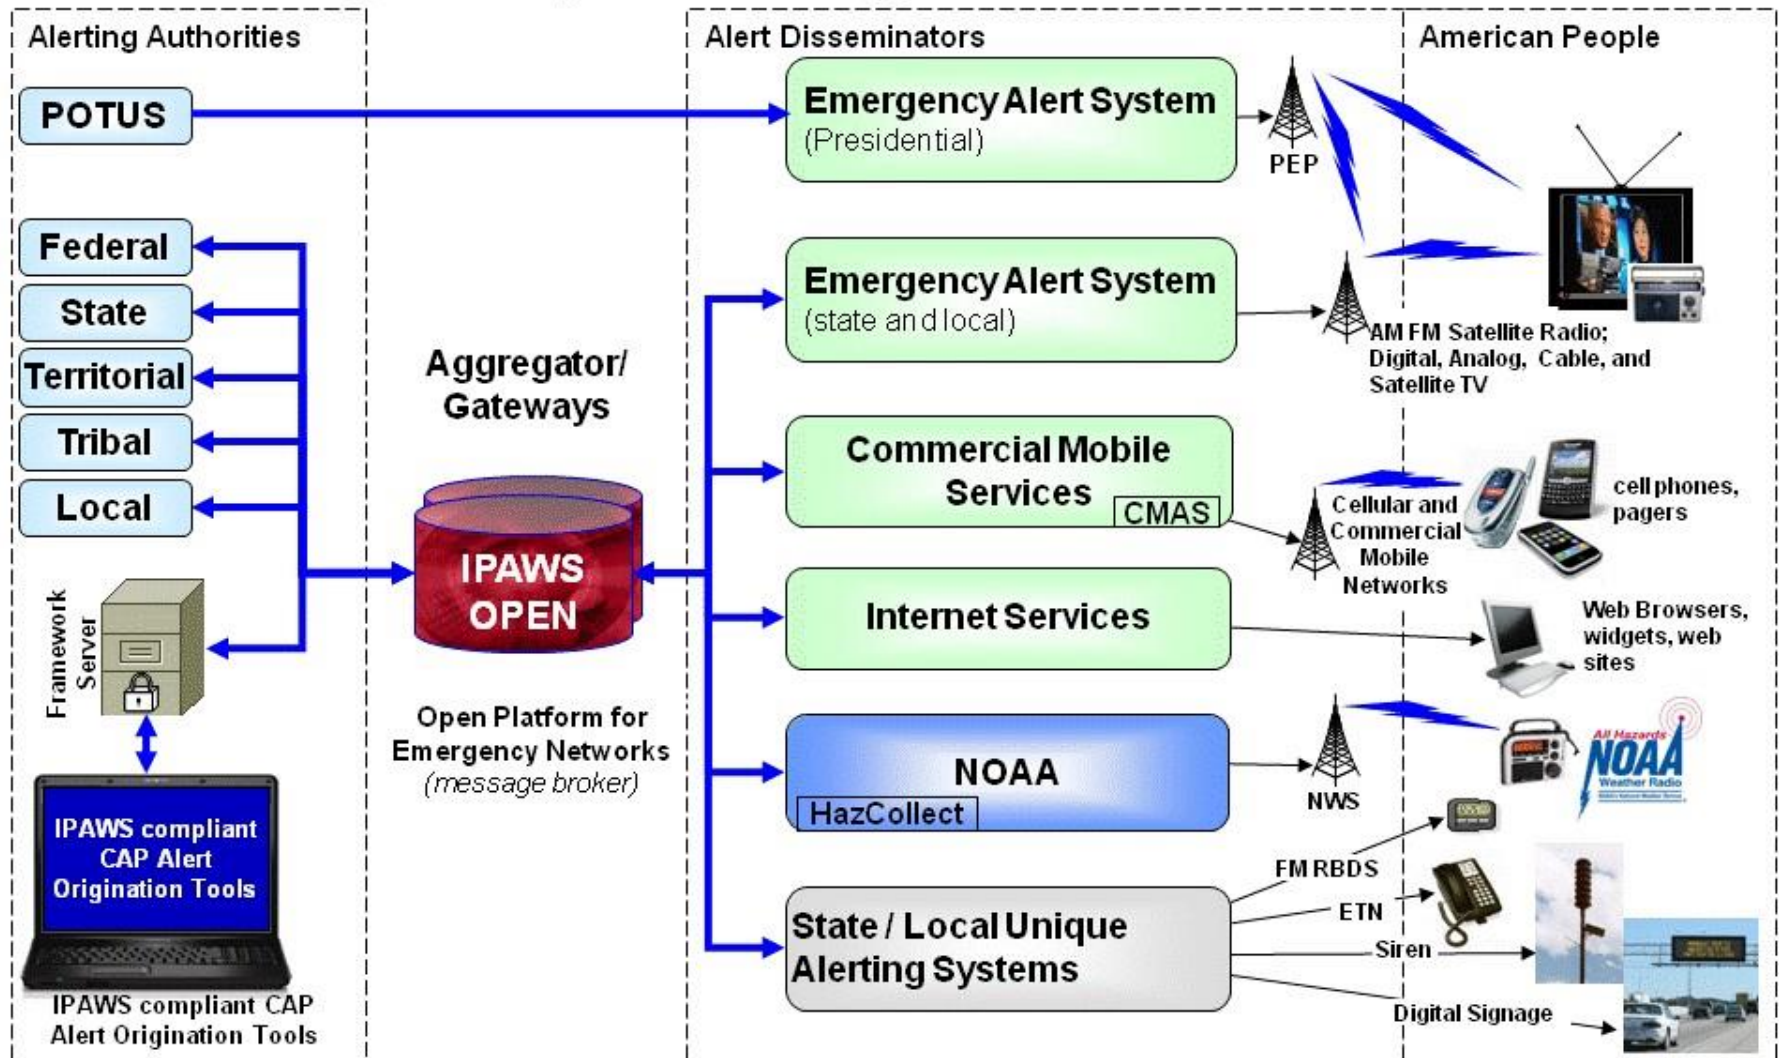 Alerting Authorities
POTUS
Federal
State
Territorial
Tribal
Local
Framework
Server
IPAWS compliant
CAP Alert
Origination Tools
IPAWS compliant CAP
Alert Origination Tools
Aggregator/
Gateways
IPAWS
OPEN
Open Platform for
Emergency Networks
(message broker)
Alert Disseminators
Emergency Alert System
(Presidential)
PEP
Emergency Alert System
(state and local)
Commercial Mobile
Services
CMAS
Internet Services
NOAA
HazCollect
NWS
State / Local Unique
Alerting Systems
FM RBDS
ETN
Siren
Digital Signage
American People
AM FM Satellite Radio;
Digital, Analog, Cable, and
Satellite TV
Cellular and
Commercial
Mobile
Networks
cell phones,
pagers
Web Browsers,
widgets, web
sites
All Hazards
NOAA
Weather Radio